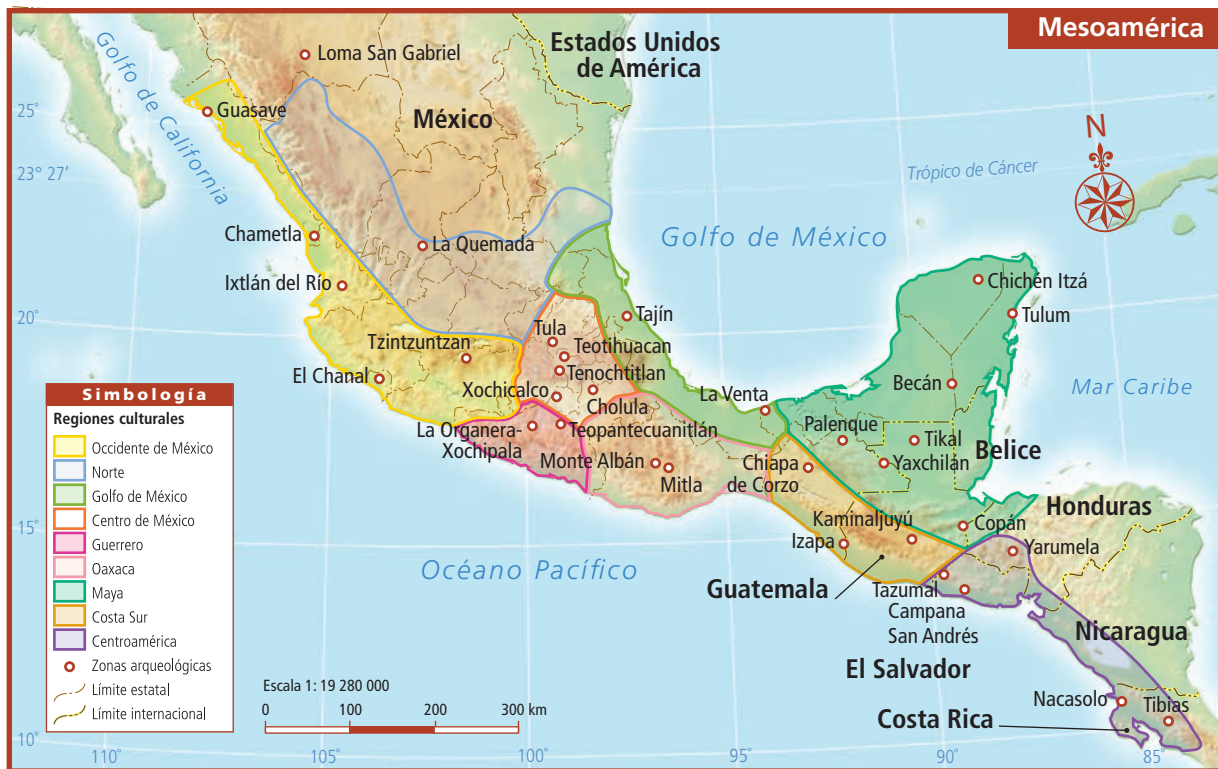 Mesoamérica
Golfo de California
Loma San Gabriel
Estados Unidos
de América
25°
Guasave
México
N
23° 27'
Trópico de Cáncer
Chametla
La Quemada
Golfo de México
Ixtlán del Río
Chichén Itzá
20°
Tajín
Tulum
Tula
Tzintzuntzan
Teotihuacan
El Chanal
Tenochtitlan
Becán
Mar Caribe
Xochicalco
Cholula
La Venta
La Organera-
Xochipala
Teopantecuanitlán
Palenque
Tikal
Belice
Monte Albán
Mitla
Chiapa
de Corzo
Yaxchilán
Honduras
15°
Kaminaljuyú
Copán
Izapa
Yarumela
Océano Pacífico
Guatemala
Tazumal
Campana
San Andrés
Nicaragua
El Salvador
Nacasolo
Tibias
Costa Rica
Simbología
Regiones culturales
Occidente de México
Norte
Golfo de México
Centro de México
Guerrero
Oaxaca
Maya
Costa Sur
Centroamérica
Zonas arqueológicas
Límite estatal
Límite internacional
Escala 1: 19 280 000
0 100 200 300 km
10°
110° 105° 100° 95° 90° 85°